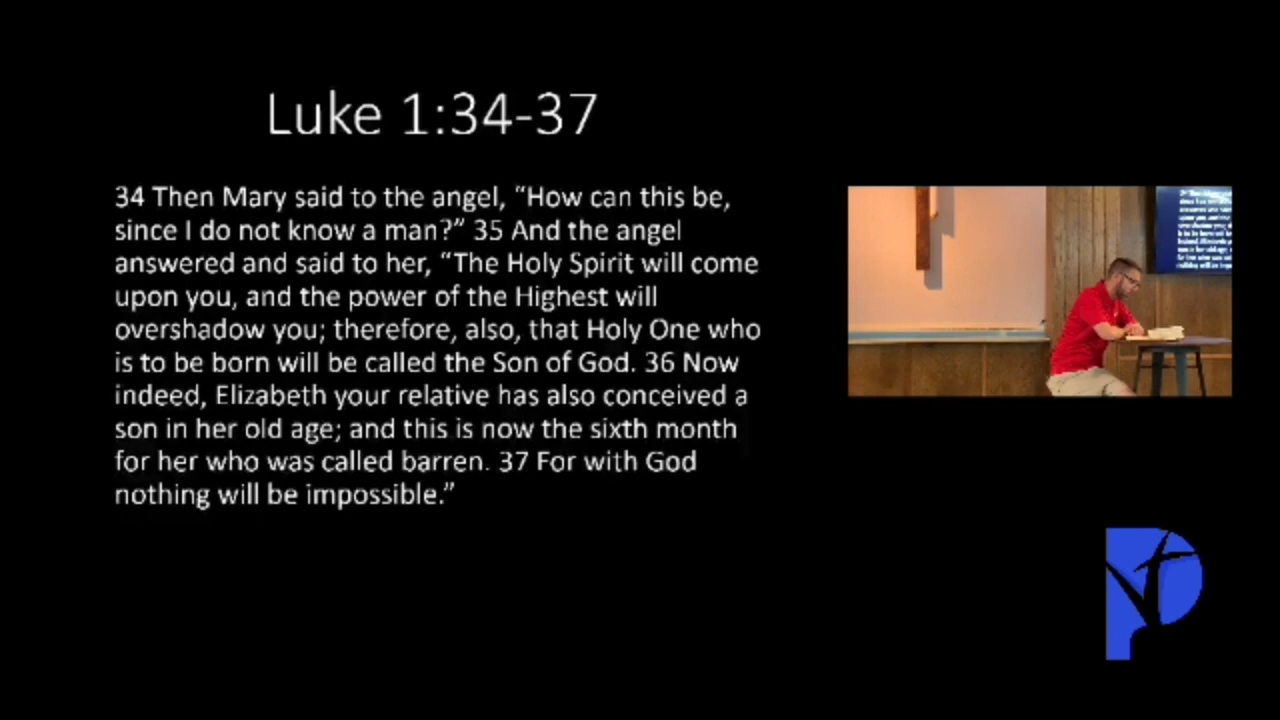 Luke 1:34-37
34 Then Mary said to the angel, “How can this be,
since I do not know a man?” 35 And the angel
answered and said to her, “The Holy Spirit will come
upon you, and the power of the Highest will
overshadow you; therefore, also, that Holy One who
is to be born will be called the Son of God. 36 Now
indeed, Elizabeth your relative has also conceived a
son in her old age; and this is now the sixth month
for her who was called barren. 37 For with God
nothing will be impossible.”